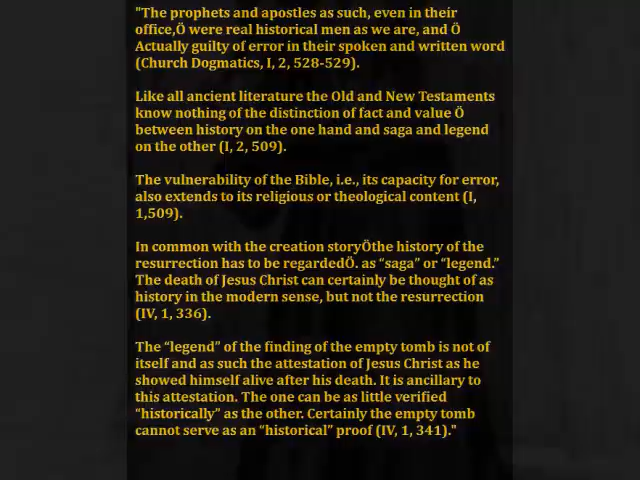 "The prophets and apostles as such, even in their
office,Ö were real historical men as we are, and Ö
Actually guilty of error in their spoken and written word
(Church Dogmatics, I, 2, 528-529).
Like all ancient literature the Old and New Testaments
know nothing of the distinction of fact and value Ö
between history on the one hand and saga and legend
on the other (I, 2, 509).
The vulnerability of the Bible, i.e., its capacity for error,
also extends to its religious or theological content (I,
1,509).
In common with the creation storyÖthe history of the
resurrection has to be regardedÖ. as “saga” or “legend.”
The death of Jesus Christ can certainly be thought of as
history in the modern sense, but not the resurrection
(IV, 1, 336).
The “legend” of the finding of the empty tomb is not of
itself and as such the attestation of Jesus Christ as he
showed himself alive after his death. It is ancillary to
this attestation. The one can be as little verified
“historically” as the other. Certainly the empty tomb
cannot serve as an “historical” proof (IV, 1, 341)."